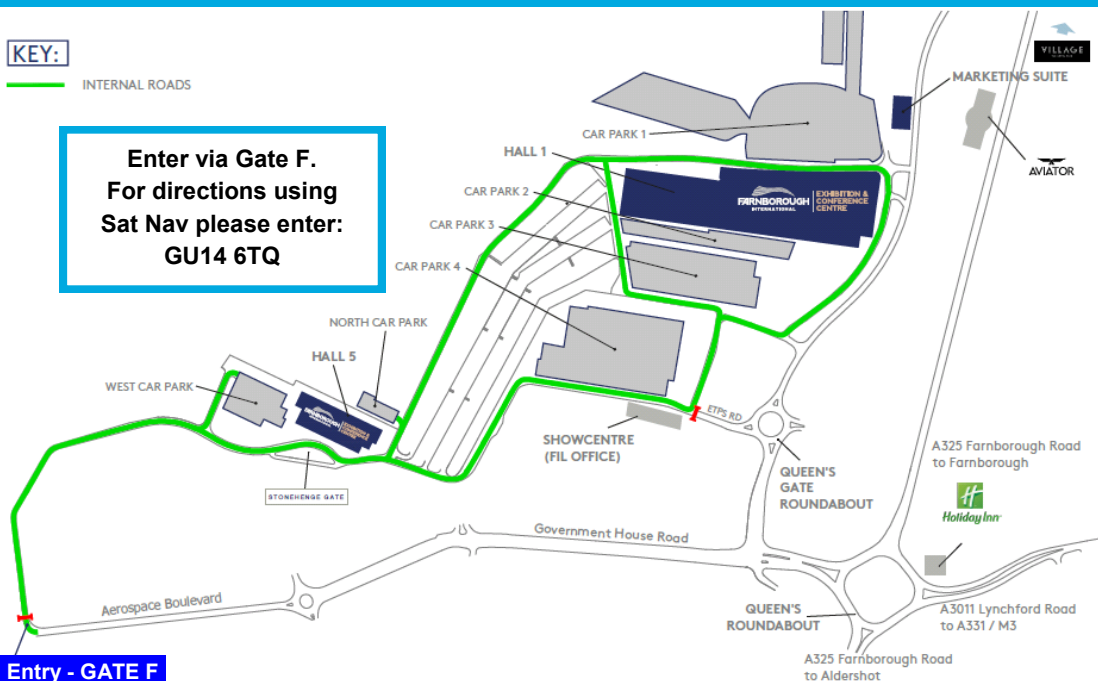 KEY:
INTERNAL ROADS
Enter via Gate F.
For directions using
Sat Nav please enter:
GU14 6TQ
VILLAGE
MARKETING SUITE
AVIATOR
CAR PARK 1
HALL 1
FARNBOROUGH
INTERNATIONAL
EXHIBITION &
CONFERENCE
CENTRE
CAR PARK 2
CAR PARK 3
CAR PARK 4
NORTH CAR PARK
HALL 5
WEST CAR PARK
FARNBOROUGH
EXHIBITION &
CONFERENCE
CENTRE
STONEHENGE GATE
SHOWCENTRE
(FIL OFFICE)
ETPS RD
QUEEN'S
GATE
ROUNDABOUT
A325 Farnborough Road
to Farnborough
H
Holiday Inn
Government House Road
Aerospace Boulevard
QUEEN'S
ROUNDABOUT
A3011 Lynchford Road
to A331 / M3
A325 Farnborough Road
to Aldershot
Entry - GATE F